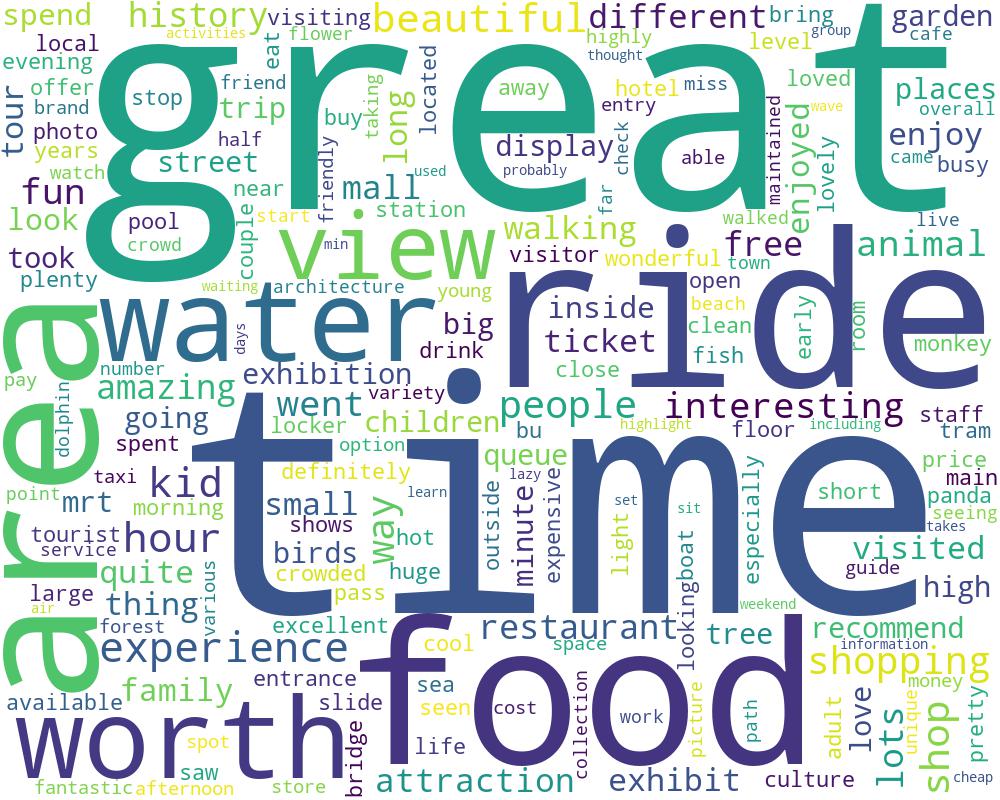 spend
history
visiting
beautiful
different
bring
group
garden
local
activities
eat
flower
highly
level
cafe
evening
thought
great
offer
friend
stop
away
hotel
miss
loved
places
brand
tour
trip
taking
long
located
entry
wave
overall
photo
half
buy
display
check
able
maintained
enjoyed
lovely
enjoy
years
street
came
busy
watch
friendly
mall
used
probably
far
fun
near
couple
look
pool
start
station
walked
live
crowd
view
min
walking
free
animal
took
visitor
wonderful
town
plenty
waiting
architecture
young
open
area
water
days
big
ride
inside
beach
early
room
clean
drink
ticket
fish
monkey
number
exhibition
close
pay
dolphin
amazing
variety
going
went
people
interesting
staff
locker
children
bu
highlight
floor
including
tram
spent
option
queue
price
taxi
kid
definitely
lazy
time
main
point
mrt
small
learn
minute
expensive
set
sit
especially
short
panda
morning
way
outside
seeing
tourist
hour
shows
hot
light
takes
service
birds
visited
quite
various
crowded
huge
guide
large
pass
looking
boat
high
air
thing
weekend
forest
excellent
restaurant
tree
recommend
experience
cool
space
information
food
shopping
entrance
sea
money
available
family
slide
seen
cost
collection
work
picture
path
adult
love
lots
unique
shop
pretty
worth
spot
bridge
life
saw
attraction
exhibit
culture
cheap
fantastic
afternoon
store